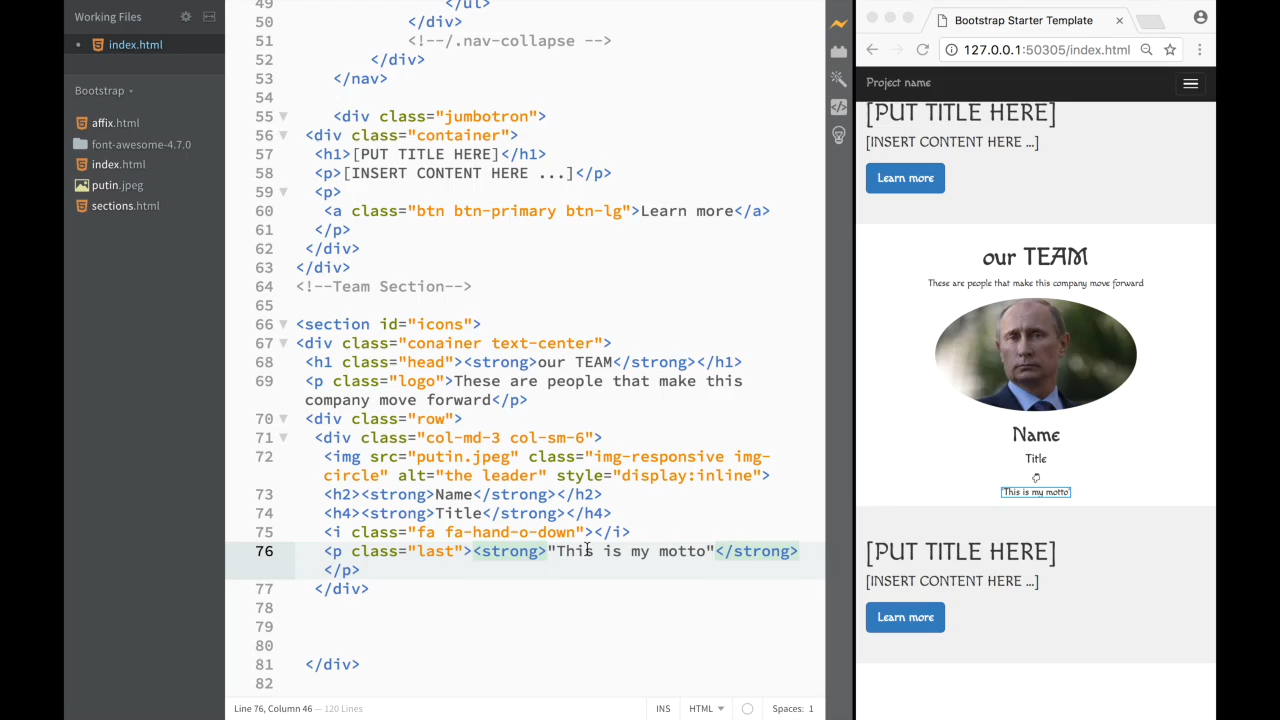 Working Files
index.html
Bootstrap
affix.html
font-awesome-4.7.0
index.html
putin.jpeg
sections.html
49 </ul>
50 </div>
51 <!--/.nav-collapse -->
52 </div>
53 </nav>
54
55 <div class="jumbotron">
56 <div class="container">
57 <h1>[PUT TITLE HERE]</h1>
58 <p>[INSERT CONTENT HERE ...]</p>
59 <p>
60 <a class="btn btn-primary btn-lg">Learn more</a>
61 </p>
62 </div>
63 </div>
64 <!--Team Section-->
65
66 <section id="icons">
67 <div class="conainer text-center">
68 <h1 class="head"><strong>our TEAM</strong></h1>
69 <p class="logo">These are people that make this
company move forward</p>
70 <div class="row">
71 <div class="col-md-3 col-sm-6">
72 <img src="putin.jpeg" class="img-responsive img-
circle" alt="the leader" style="display:inline">
73 <h2><strong>Name</strong></h2>
74 <h4><strong>Title</strong></h4>
75 <i class="fa fa-hand-o-down"></i>
76 <p class="last"><strong>"This is my motto"</strong>
</p>
77 </div>
78
79
80
81 </div>
82
Line 76, Column 46 — 120 Lines
INS
HTML
Spaces: 1
Bootstrap Starter Template
127.0.0.1:50305/index.html
Project name
[PUT TITLE HERE]
[INSERT CONTENT HERE ...]
Learn more
our TEAM
These are people that make this company move forward
Name
Title
"This is my motto"
[PUT TITLE HERE]
[INSERT CONTENT HERE ...]
Learn more